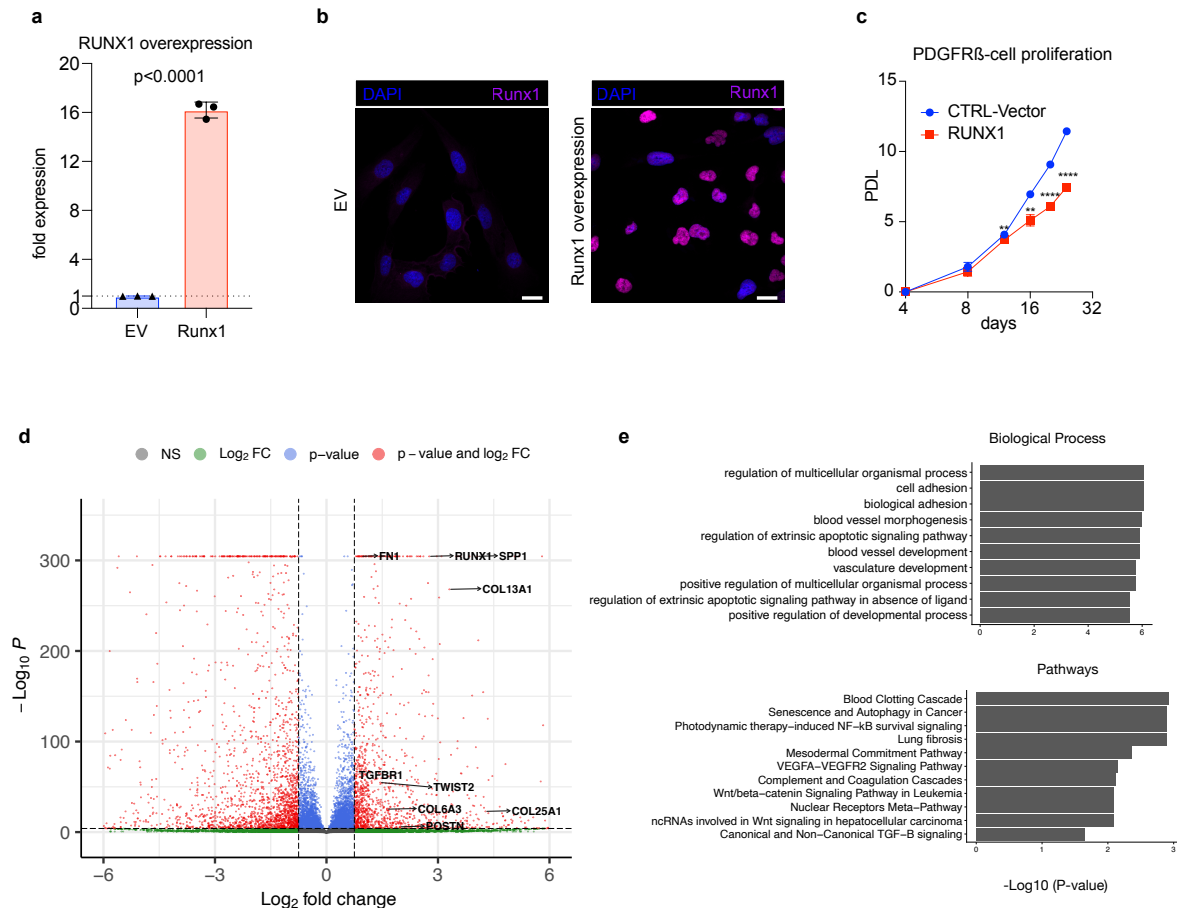 a
RUNX1 overexpression
p<0.0001
fold expression
20
16
12
8
4
1
0
EV
Runx1
b
DAPI Runx1
EV
DAPI Runx1
Runx1 overexpression
c
PDGFRß-cell proliferation
CTRL-Vector
RUNX1
PDL
15
10
5
0
**
**
****
****
4 8 16 32
days
d
NS Log2 FC p−value p − value and log2 FC
− Log10 P
300
200
100
0
FN1
RUNX1
SPP1
COL13A1
TGFBR1
TWIST2
COL6A3
COL25A1
POSTN
−6 −3 0 3 6
Log2 fold change
e
Biological Process
regulation of multicellular organismal process
cell adhesion
biological adhesion
blood vessel morphogenesis
regulation of extrinsic apoptotic signaling pathway
blood vessel development
vasculature development
positive regulation of multicellular organismal process
regulation of extrinsic apoptotic signaling pathway in absence of ligand
positive regulation of developmental process
0 2 4 6
Pathways
Blood Clotting Cascade
Senescence and Autophagy in Cancer
Photodynamic therapy−induced NF−kB survival signaling
Lung fibrosis
Mesodermal Commitment Pathway
VEGFA−VEGFR2 Signaling Pathway
Complement and Coagulation Cascades
Wnt/beta−catenin Signaling Pathway in Leukemia
Nuclear Receptors Meta−Pathway
ncRNAs involved in Wnt signaling in hepatocellular carcinoma
Canonical and Non−Canonical TGF−B signaling
0 1 2 3
-Log10 (P-value)